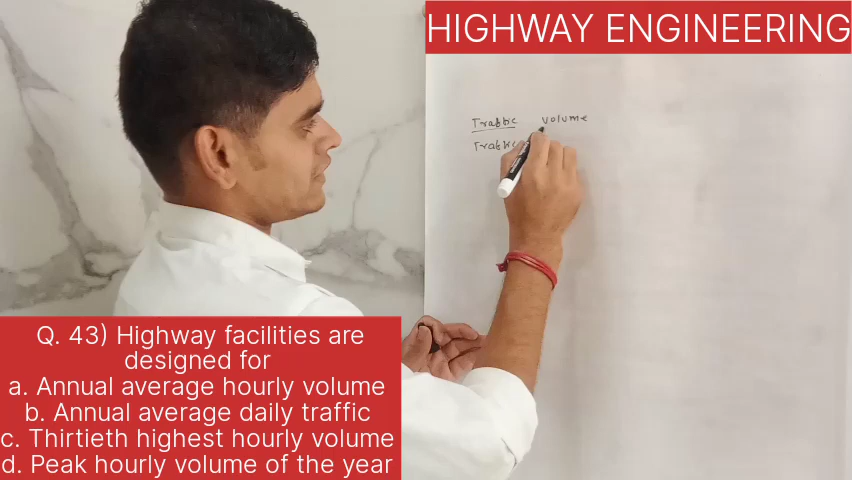 HIGHWAY ENGINEERING
Traffic Volume
Traffic
Q. 43) Highway facilities are
designed for
a. Annual average hourly volume
b. Annual average daily traffic
c. Thirtieth highest hourly volume
d. Peak hourly volume of the year